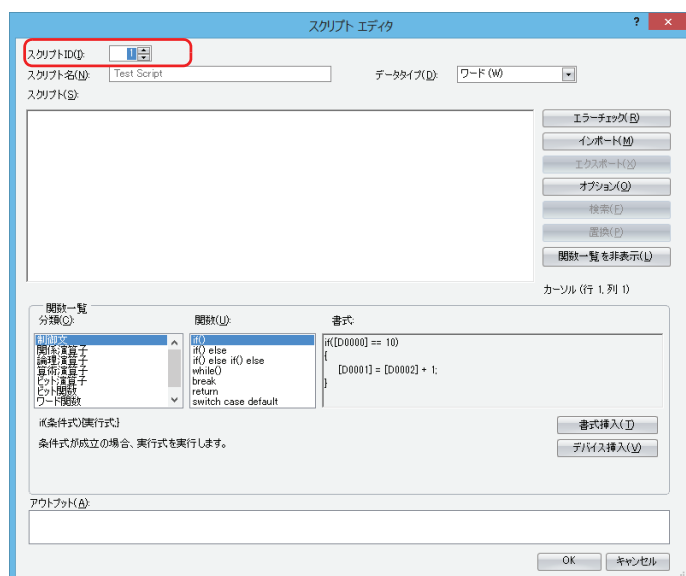 スクリプト エディタ ? ×
スクリプトID(I): 1
スクリプト名(N): Test Script データタイプ(D): ワード (W)
スクリプト(S):
エラーチェック(R)
インポート(M)
エクスポート(X)
オプション(O)
検索(F)
置換(P)
関数一覧を非表示(L)
カーソル (行 1, 列 1)
関数一覧
分類(C): 関数(U): 書式:
制御文
関係演算子
論理演算子
算術演算子
ビット演算子
ビット関数
ワード関数
if()
if() else
if() else if() else
while()
break
return
switch case default
if([D0000] == 10)
{
[D0001] = [D0002] + 1;
}
if(条件式){実行式;}
条件式が成立の場合、実行式を実行します。
書式挿入(T)
デバイス挿入(V)
アウトプット(A):
OK キャンセル